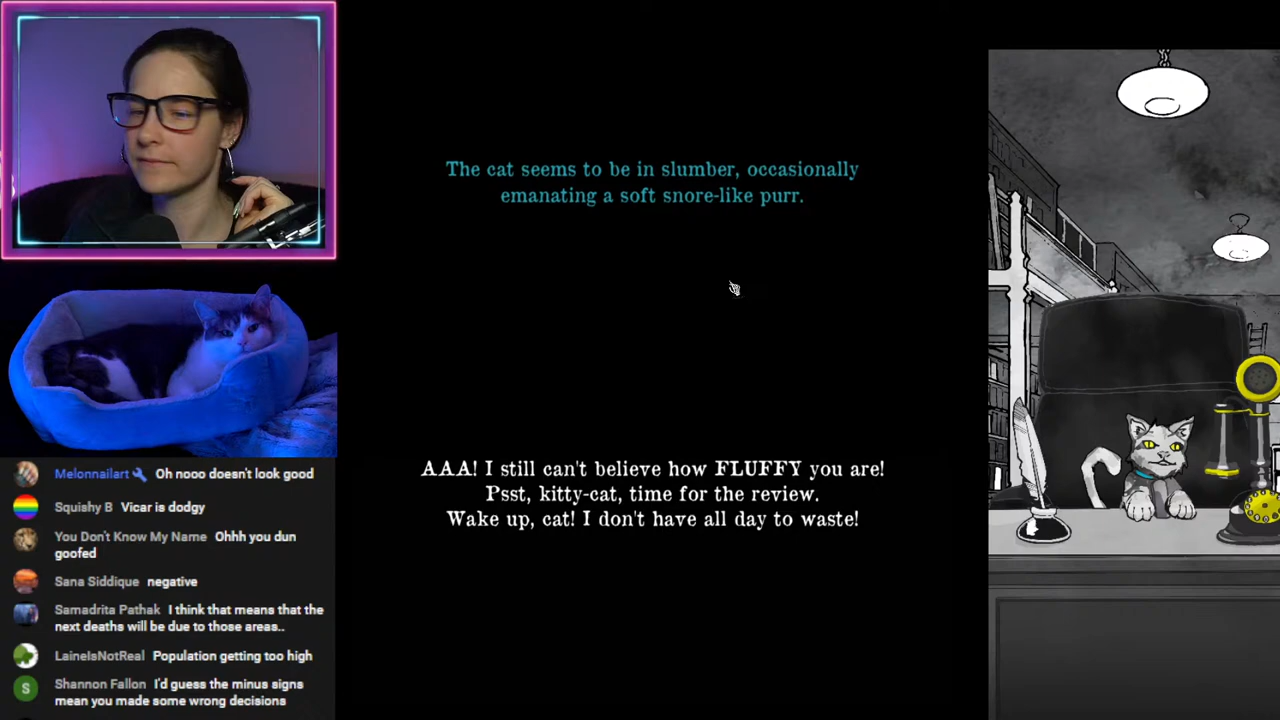 The cat seems to be in slumber, occasionally
emanating a soft snore-like purr.
AAA! I still can't believe how FLUFFY you are!
Psst, kitty-cat, time for the review.
Wake up, cat! I don't have all day to waste!
Melonnailart Oh nooo doesn't look good
Squishy B Vicar is dodgy
You Don't Know My Name Ohhh you dun
goofed
Sana Siddique negative
Samadrita Pathak I think that means that the
next deaths will be due to those areas..
LaineIsNotReal Population getting too high
S Shannon Fallon I'd guess the minus signs
mean you made some wrong decisions